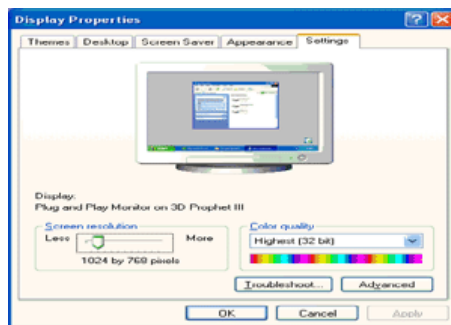 Display Properties
Themes Desktop Screen Saver Appearance Settings
Display:
Plug and Play Monitor on 3D Prophet III
Screen resolution
Less More
1024 by 768 pixels
Color quality
Highest (32 bit)
Troubleshoot... Advanced
OK Cancel Apply